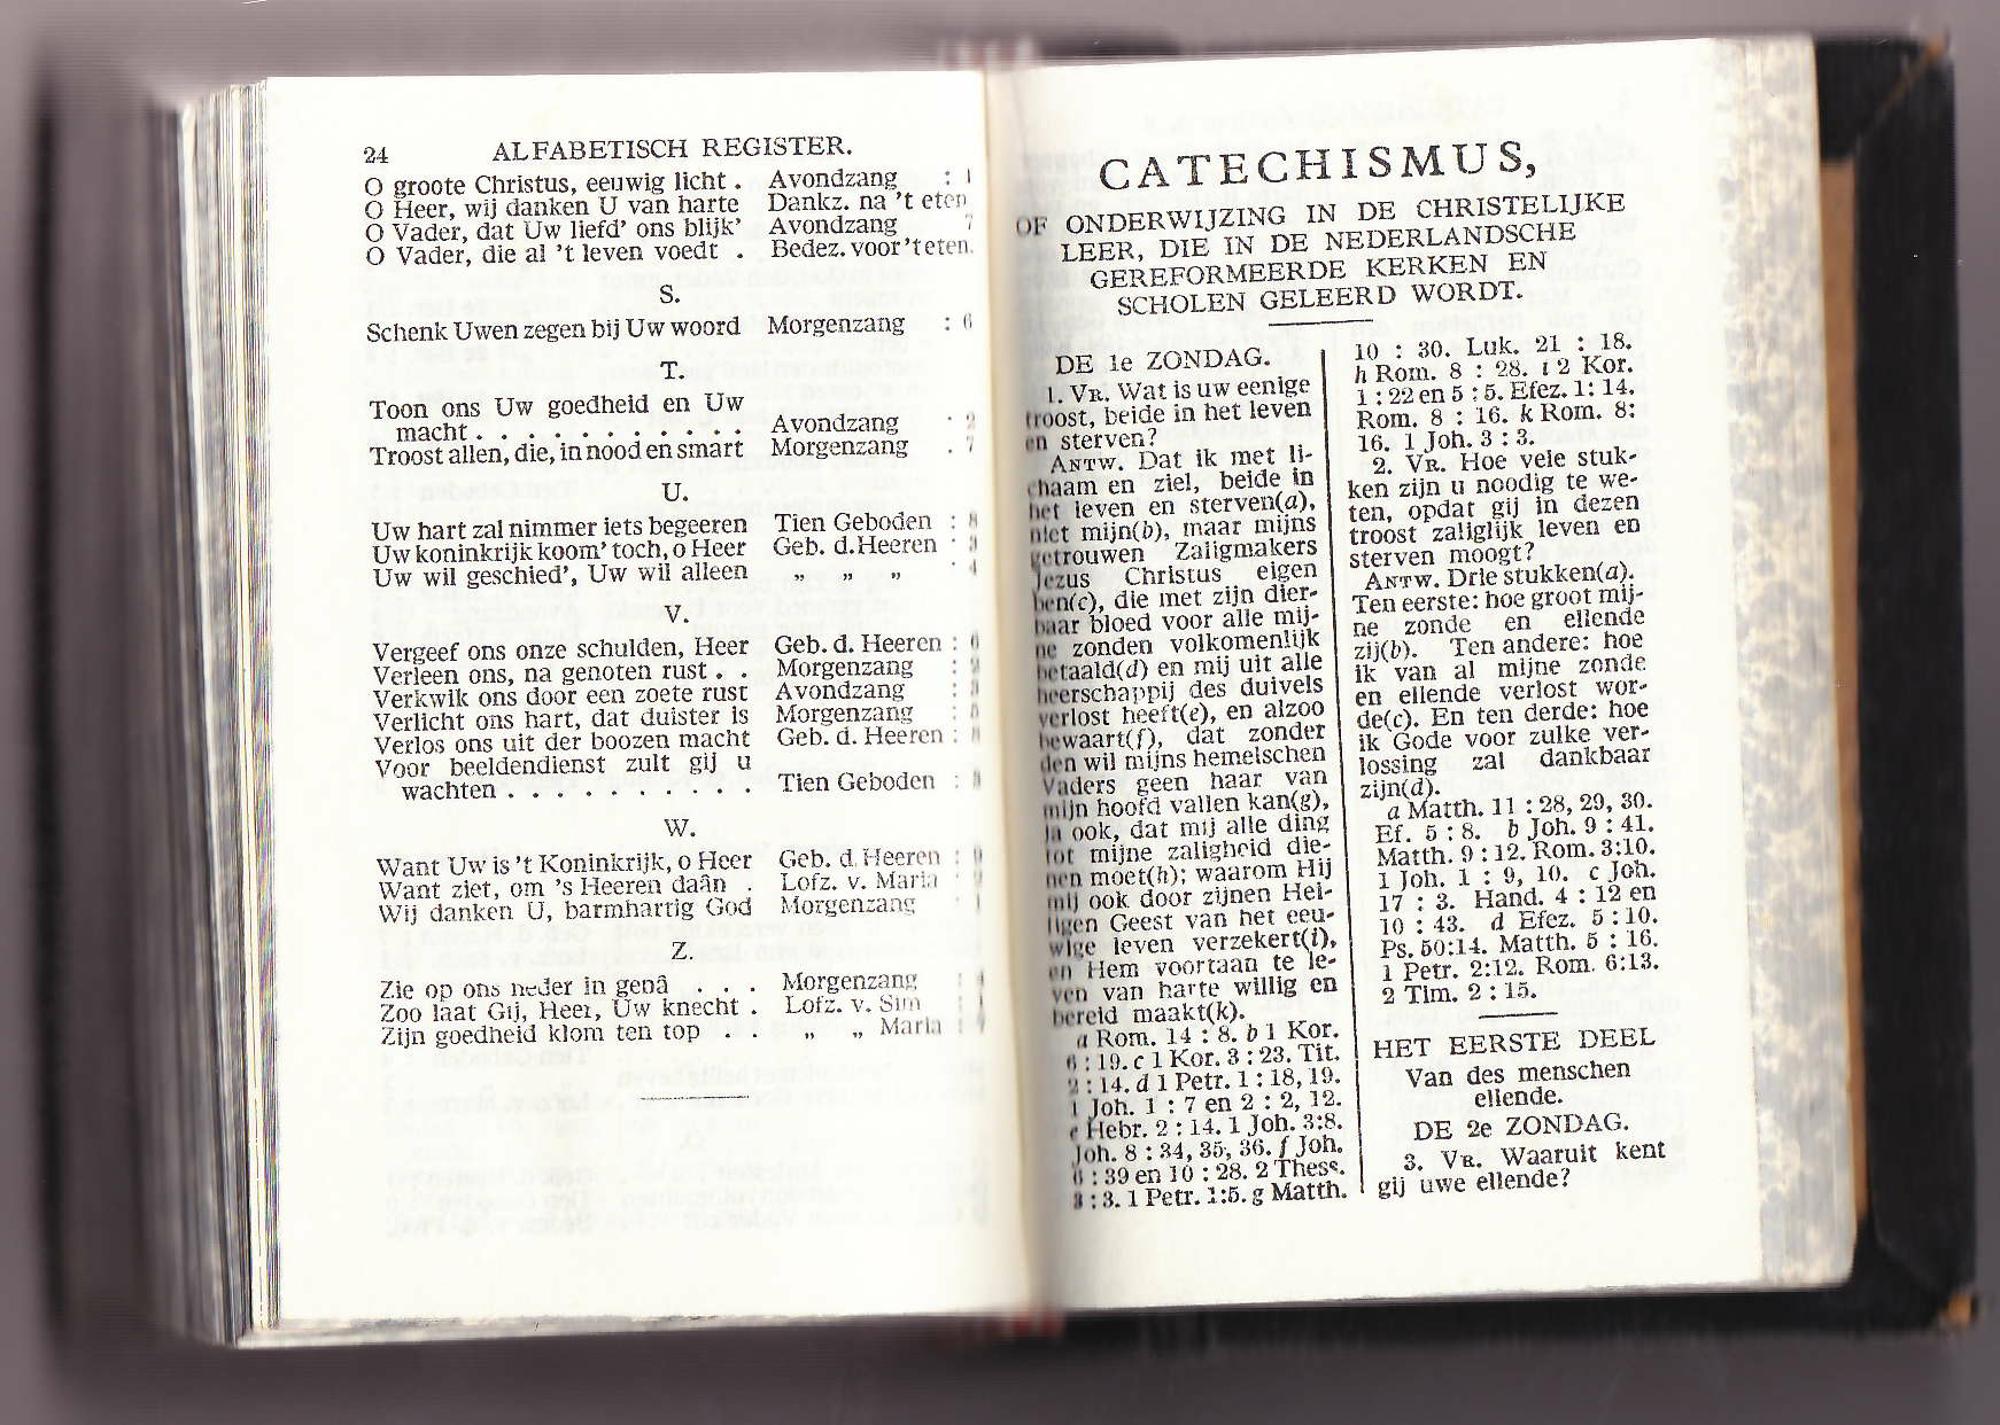 24 ALFABETISCH REGISTER.
O groote Christus, eeuwig licht . Avondzang : 1
O Heer, wij danken U van harte Dankz. na 't eten
O Vader, dat Uw liefd' ons blijk' Avondzang 7
O Vader, die al 't leven voedt . Bedez. voor 't eten.
S.
Schenk Uwen zegen bij Uw woord Morgenzang : 6
T.
Toon ons Uw goedheid en Uw
macht . . . . . . . . . . . Avondzang : 2
Troost allen, die, in nood en smart Morgenzang . 7
U.
Uw hart zal nimmer iets begeeren Tien Geboden : 8
Uw koninkrijk koom' toch, o Heer Geb. d. Heeren : 3
Uw wil geschied', Uw wil alleen „ „ „ : 4
V.
Vergeef ons onze schulden, Heer Geb. d. Heeren : 6
Verleen ons, na genoten rust . . Morgenzang :
Verkwik ons door een zoete rust Avondzang :
Verlicht ons hart, dat duister is Morgenzang :
Verlos ons uit der boozen macht Geb. d. Heeren :
Voor beeldendienst zult gij u
wachten . . . . . . . . . . Tien Geboden :
W.
Want Uw is 't Koninkrijk, o Heer Geb. d. Heeren : 9
Want ziet, om 's Heeren daân . Lofz. v. Maria :
Wij danken U, barmhartig God Morgenzang : 1
Z.
Zie op ons neder in genâ . . . Morgenzang : 4
Zoo laat Gij, Heer, Uw knecht . Lofz. v. Sim : 1
Zijn goedheid klom ten top . . „ „ Maria :
CATECHISMUS,
OF ONDERWIJZING IN DE CHRISTELIJKE
LEER, DIE IN DE NEDERLANDSCHE
GEREFORMEERDE KERKEN EN
SCHOLEN GELEERD WORDT.
DE 1e ZONDAG.
1. VR. Wat is uw eenige
troost, beide in het leven
en sterven?
ANTW. Dat ik met li-
chaam en ziel, beide in
het leven en sterven(a),
niet mijn(b), maar mijns
getrouwen Zaligmakers
Jezus Christus eigen
ben(c), die met zijn dier-
baar bloed voor alle mij-
ne zonden volkomenlijk
betaald(d) en mij uit alle
heerschappij des duivels
verlost heeft(e), en alzoo
bewaart(f), dat zonder
den wil mijns hemelschen
Vaders geen haar van
mijn hoofd vallen kan(g),
ja ook, dat mij alle ding
tot mijne zaligheid die-
nen moet(h); waarom Hij
mij ook door zijnen Hei-
ligen Geest van het eeu-
wige leven verzekert(i),
en Hem voortaan te le-
ven van harte willig en
bereid maakt(k).
a Rom. 14 : 8. b 1 Kor.
6 : 19. c 1 Kor. 3 : 23. Tit.
2 : 14. d 1 Petr. 1 : 18, 19.
1 Joh. 1 : 7 en 2 : 2, 12.
e Hebr. 2 : 14. 1 Joh. 3:8.
Joh. 8 : 34, 35, 36. f Joh.
6 : 39 en 10 : 28. 2 Thess.
3 : 3. 1 Petr. 1:5. g Matth.
10 : 30. Luk. 21 : 18.
h Rom. 8 : 28. i 2 Kor.
1 : 22 en 5 : 5. Efez. 1: 14.
Rom. 8 : 16. k Rom. 8:
16. 1 Joh. 3 : 3.
2. VR. Hoe vele stuk-
ken zijn u noodig te we-
ten, opdat gij in dezen
troost zaliglijk leven en
sterven moogt?
ANTW. Drie stukken(a).
Ten eerste: hoe groot mij-
ne zonde en ellende
zij(b). Ten andere: hoe
ik van al mijne zonde
en ellende verlost wor-
de(c). En ten derde: hoe
ik Gode voor zulke ver-
lossing zal dankbaar
zijn(d).
a Matth. 11 : 28, 29, 30.
Ef. 5 : 8. b Joh. 9 : 41.
Matth. 9 : 12. Rom. 3:10.
1 Joh. 1 : 9, 10. c Joh.
17 : 3. Hand. 4 : 12 en
10 : 43. d Efez. 5 : 10.
Ps. 50:14. Matth. 5 : 16.
1 Petr. 2:12. Rom. 6:13.
2 Tim. 2 : 15.
HET EERSTE DEEL
Van des menschen
ellende.
DE 2e ZONDAG.
3. VR. Waaruit kent
gij uwe ellende?